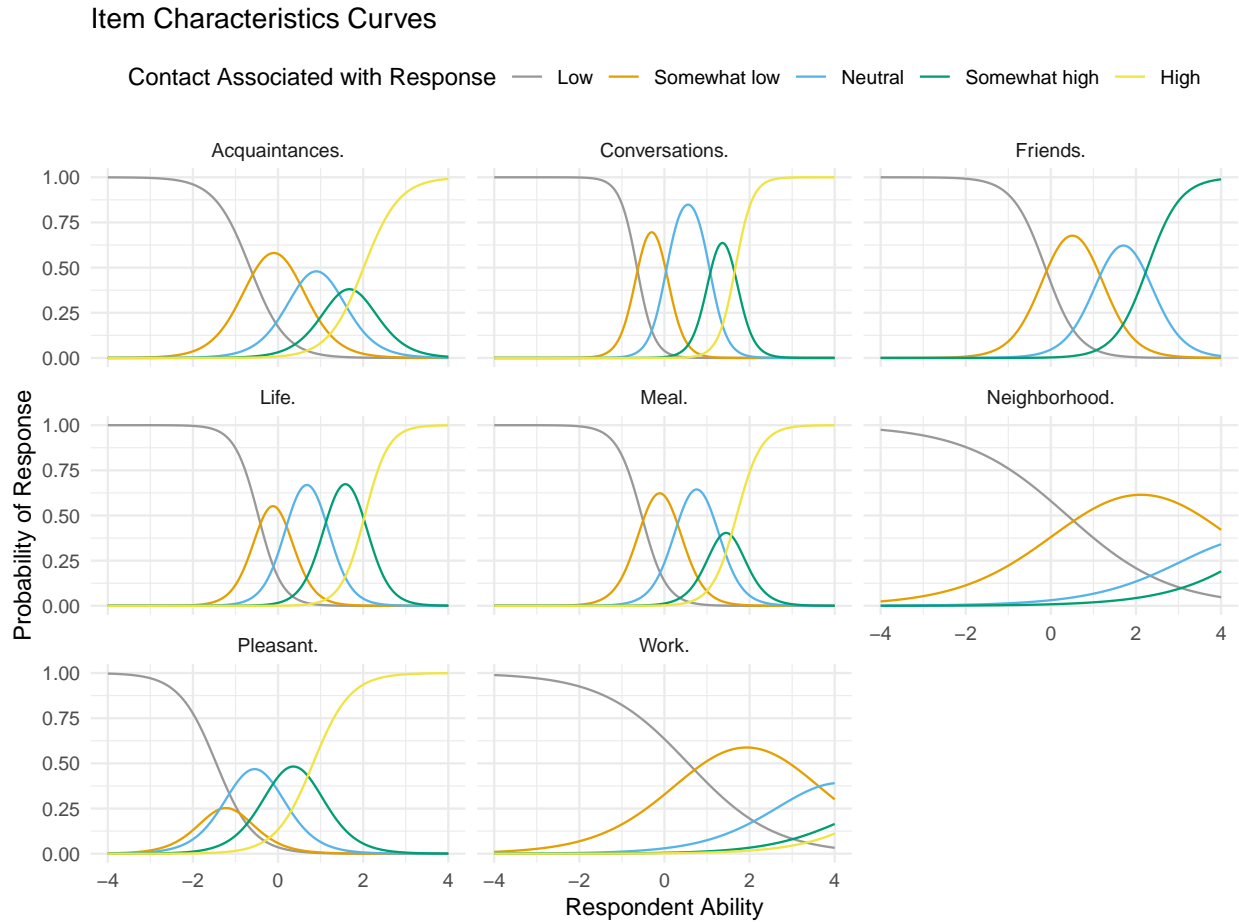 Item Characteristics Curves
Contact Associated with Response Low Somewhat low Neutral Somewhat high High
Acquaintances. Conversations. Friends.
1.00
0.75
0.50
0.25
0.00
Life. Meal. Neighborhood.
1.00
0.75
0.50
0.25
0.00
−4 −2 0 2 4
Pleasant. Work.
1.00
0.75
0.50
0.25
0.00
−4 −2 0 2 4 −4 −2 0 2 4
Probability of Response
Respondent Ability